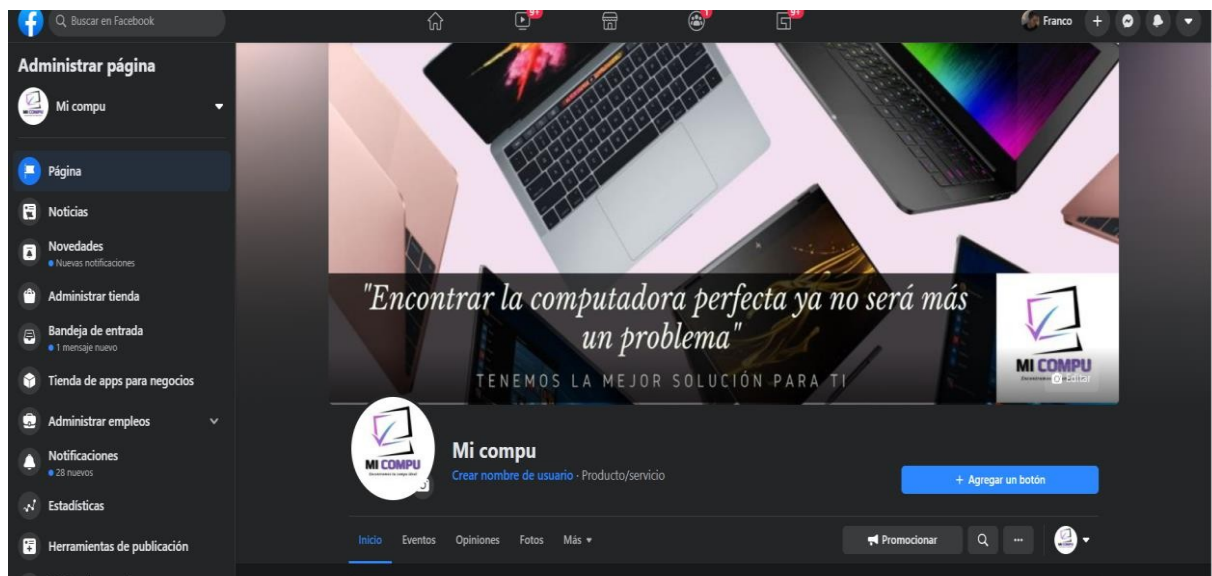 Buscar en Facebook
9+
1
9+
Franco
Administrar página
Mi compu
Página
Noticias
Novedades
Nuevas notificaciones
Administrar tienda
Bandeja de entrada
1 mensaje nuevo
Tienda de apps para negocios
Administrar empleos
Notificaciones
28 nuevos
Estadísticas
Herramientas de publicación
"Encontrar la computadora perfecta ya no será más
un problema"
TENEMOS LA MEJOR SOLUCIÓN PARA TI
MI COMPU
Editar
MI COMPU
Mi compu
Crear nombre de usuario · Producto/servicio
+ Agregar un botón
Inicio Eventos Opiniones Fotos Más
Promocionar